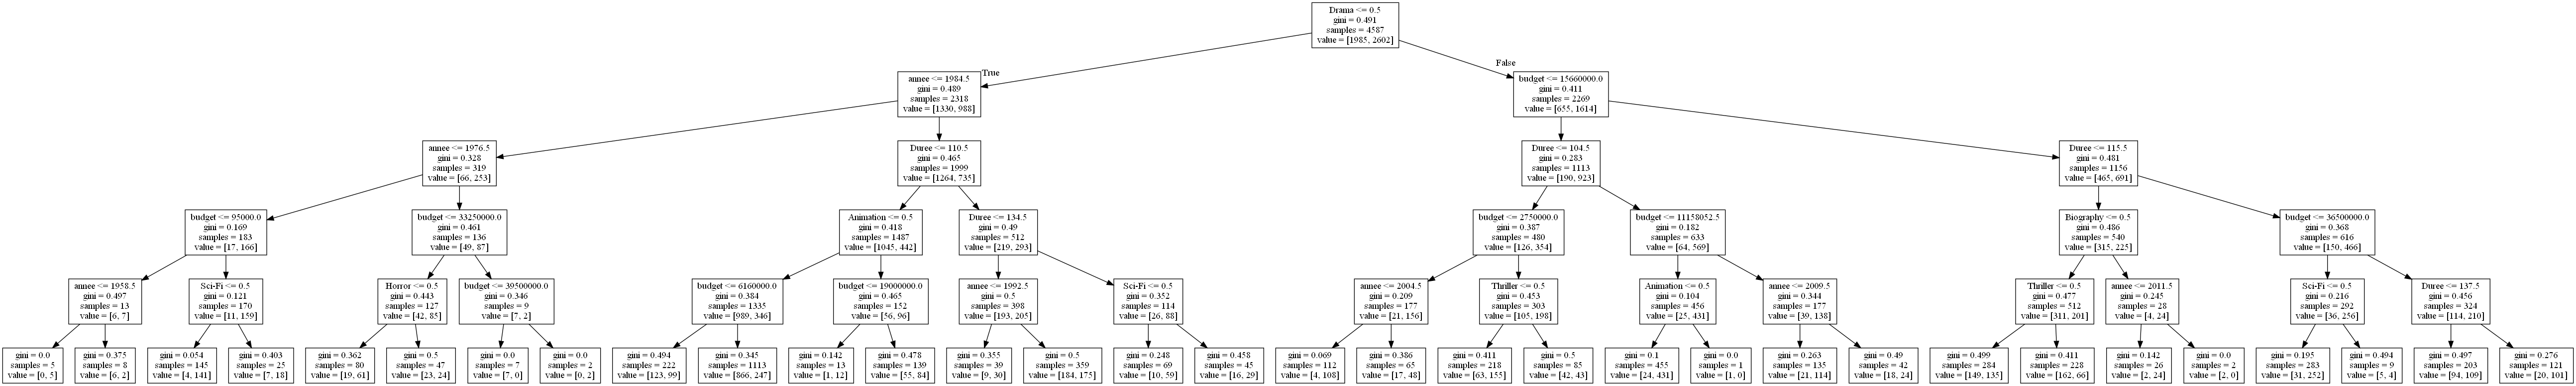 Drama <= 0.5
gini = 0.491
samples = 4587
value = [1985, 2602]
True
False
annee <= 1984.5
gini = 0.489
samples = 2318
value = [1330, 988]
budget <= 15660000.0
gini = 0.411
samples = 2269
value = [655, 1614]
annee <= 1976.5
gini = 0.328
samples = 319
value = [66, 253]
Duree <= 110.5
gini = 0.465
samples = 1999
value = [1264, 735]
Duree <= 104.5
gini = 0.283
samples = 1113
value = [190, 923]
Duree <= 115.5
gini = 0.481
samples = 1156
value = [465, 691]
budget <= 95000.0
gini = 0.169
samples = 183
value = [17, 166]
budget <= 33250000.0
gini = 0.461
samples = 136
value = [49, 87]
Animation <= 0.5
gini = 0.418
samples = 1487
value = [1045, 442]
Duree <= 134.5
gini = 0.49
samples = 512
value = [219, 293]
budget <= 2750000.0
gini = 0.387
samples = 480
value = [126, 354]
budget <= 11158052.5
gini = 0.182
samples = 633
value = [64, 569]
Biography <= 0.5
gini = 0.486
samples = 540
value = [315, 225]
budget <= 36500000.0
gini = 0.368
samples = 616
value = [150, 466]
annee <= 1958.5
gini = 0.497
samples = 13
value = [6, 7]
Sci-Fi <= 0.5
gini = 0.121
samples = 170
value = [11, 159]
Horror <= 0.5
gini = 0.443
samples = 127
value = [42, 85]
budget <= 39500000.0
gini = 0.346
samples = 9
value = [7, 2]
budget <= 6160000.0
gini = 0.384
samples = 1335
value = [989, 346]
budget <= 19000000.0
gini = 0.465
samples = 152
value = [56, 96]
annee <= 1992.5
gini = 0.5
samples = 398
value = [193, 205]
Sci-Fi <= 0.5
gini = 0.352
samples = 114
value = [26, 88]
annee <= 2004.5
gini = 0.209
samples = 177
value = [21, 156]
Thriller <= 0.5
gini = 0.453
samples = 303
value = [105, 198]
Animation <= 0.5
gini = 0.104
samples = 456
value = [25, 431]
annee <= 2009.5
gini = 0.344
samples = 177
value = [39, 138]
Thriller <= 0.5
gini = 0.477
samples = 512
value = [311, 201]
annee <= 2011.5
gini = 0.245
samples = 28
value = [4, 24]
Sci-Fi <= 0.5
gini = 0.216
samples = 292
value = [36, 256]
Duree <= 137.5
gini = 0.456
samples = 324
value = [114, 210]
gini = 0.0
samples = 5
value = [0, 5]
gini = 0.375
samples = 8
value = [6, 2]
gini = 0.054
samples = 145
value = [4, 141]
gini = 0.403
samples = 25
value = [7, 18]
gini = 0.362
samples = 80
value = [19, 61]
gini = 0.5
samples = 47
value = [23, 24]
gini = 0.0
samples = 7
value = [7, 0]
gini = 0.0
samples = 2
value = [0, 2]
gini = 0.494
samples = 222
value = [123, 99]
gini = 0.345
samples = 1113
value = [866, 247]
gini = 0.142
samples = 13
value = [1, 12]
gini = 0.478
samples = 139
value = [55, 84]
gini = 0.355
samples = 39
value = [9, 30]
gini = 0.5
samples = 359
value = [184, 175]
gini = 0.248
samples = 69
value = [10, 59]
gini = 0.458
samples = 45
value = [16, 29]
gini = 0.069
samples = 112
value = [4, 108]
gini = 0.386
samples = 65
value = [17, 48]
gini = 0.411
samples = 218
value = [63, 155]
gini = 0.5
samples = 85
value = [42, 43]
gini = 0.1
samples = 455
value = [24, 431]
gini = 0.0
samples = 1
value = [1, 0]
gini = 0.263
samples = 135
value = [21, 114]
gini = 0.49
samples = 42
value = [18, 24]
gini = 0.499
samples = 284
value = [149, 135]
gini = 0.411
samples = 228
value = [162, 66]
gini = 0.142
samples = 26
value = [2, 24]
gini = 0.0
samples = 2
value = [2, 0]
gini = 0.195
samples = 283
value = [31, 252]
gini = 0.494
samples = 9
value = [5, 4]
gini = 0.497
samples = 203
value = [94, 109]
gini = 0.276
samples = 121
value = [20, 101]